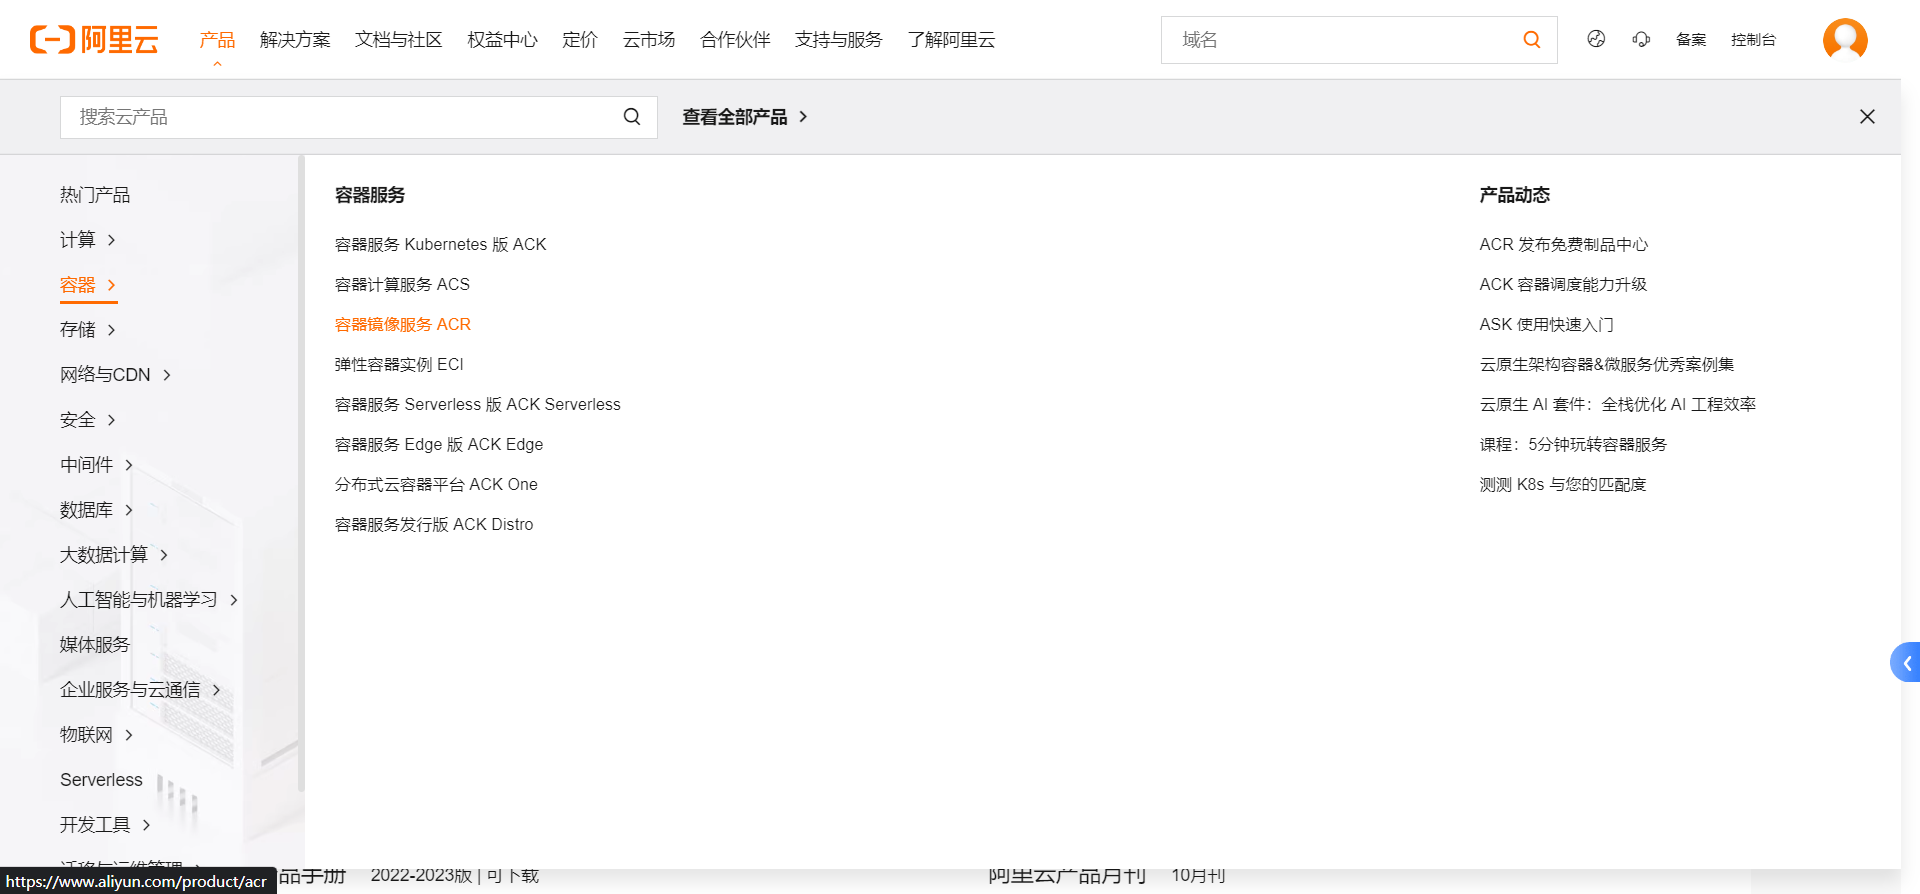 阿里云
产品
解决方案
文档与社区
权益中心
定价
云市场
合作伙伴
支持与服务
了解阿里云
域名
备案
控制台
搜索云产品
查看全部产品
热门产品
计算
容器
存储
网络与CDN
安全
中间件
数据库
大数据计算
人工智能与机器学习
媒体服务
企业服务与云通信
物联网
Serverless
开发工具
迁移与运维管理
容器服务
容器服务 Kubernetes 版 ACK
容器计算服务 ACS
容器镜像服务 ACR
弹性容器实例 ECI
容器服务 Serverless 版 ACK Serverless
容器服务 Edge 版 ACK Edge
分布式云容器平台 ACK One
容器服务发行版 ACK Distro
产品动态
ACR 发布免费制品中心
ACK 容器调度能力升级
ASK 使用快速入门
云原生架构容器&微服务优秀案例集
云原生 AI 套件：全栈优化 AI 工程效率
课程：5分钟玩转容器服务
测测 K8s 与您的匹配度
品手册 2022-2023版 | 可下载
阿里云产品月刊 10月刊
https://www.aliyun.com/product/acr